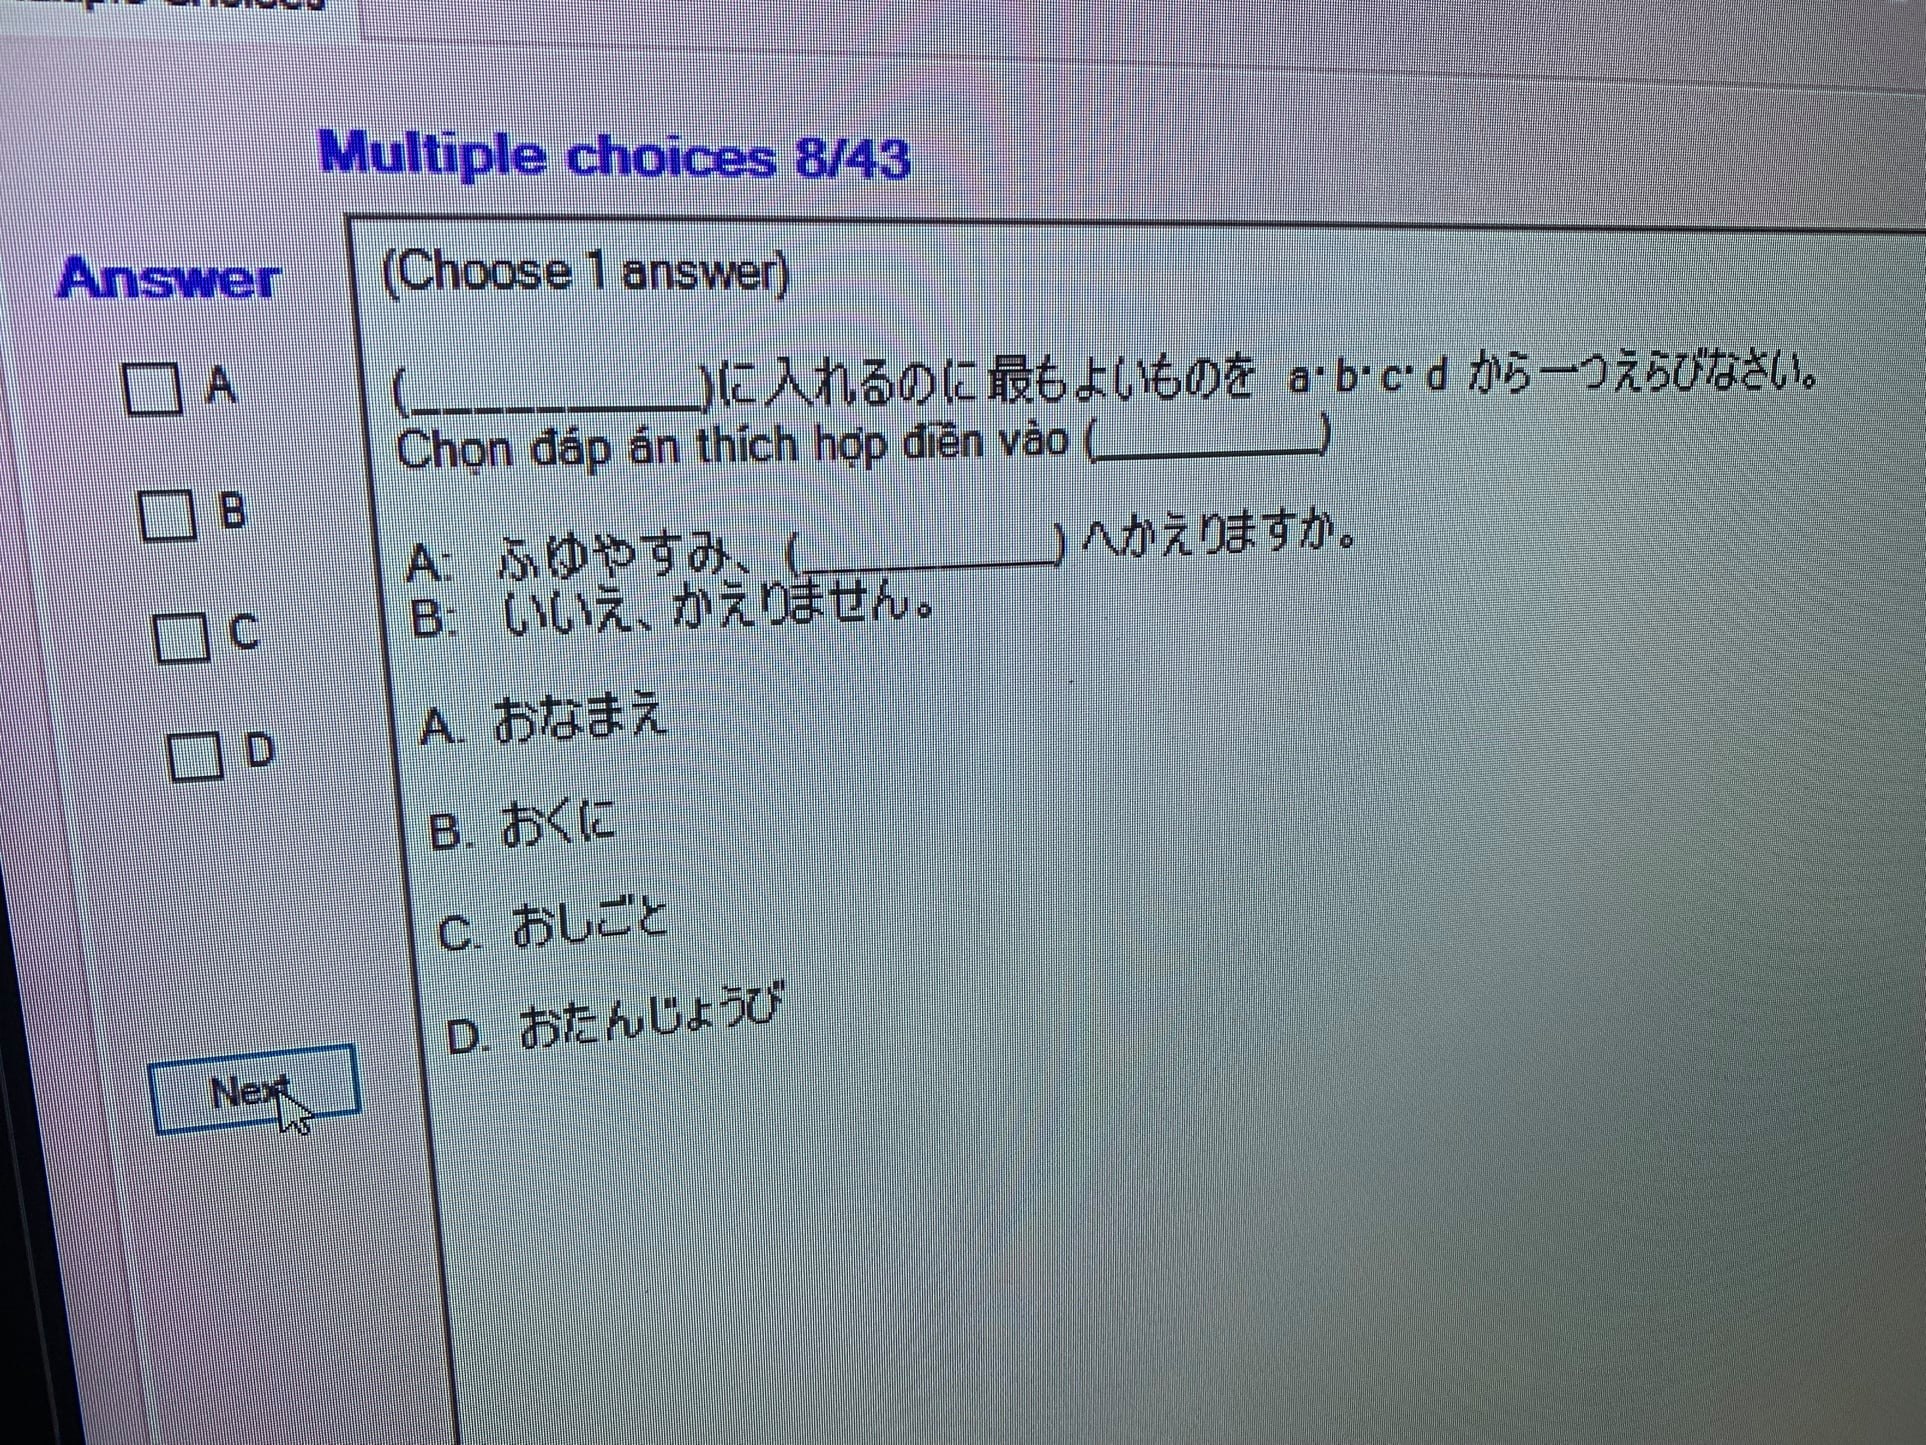 Multiple choices 8/43
Answer
(Choose 1 answer)
(__________)に入れるのに最もよいものを a・b・c・d から一つえらびなさい。
Chọn đáp án thích hợp điền vào (________)
A: ふゆやすみ、(_________) へかえりますか。
B: いいえ、かえりません。
A. おなまえ
B. おくに
C. おしごと
D. おたんじょうび
A
B
C
D
Next